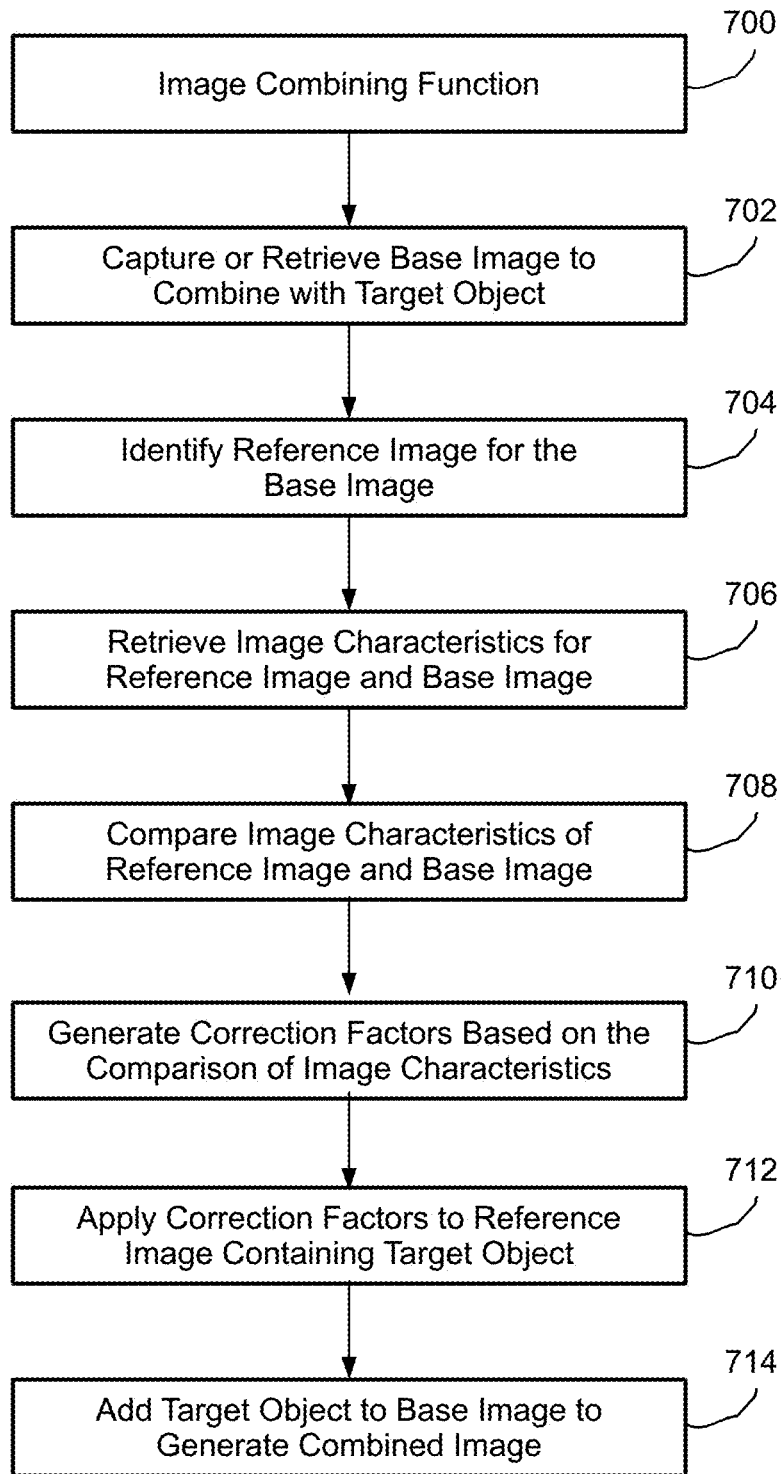 700
Image Combining Function
702
Capture or Retrieve Base Image to
Combine with Target Object
704
Identify Reference Image for the
Base Image
706
Retrieve Image Characteristics for
Reference Image and Base Image
708
Compare Image Characteristics of
Reference Image and Base Image
710
Generate Correction Factors Based on the
Comparison of Image Characteristics
712
Apply Correction Factors to Reference
Image Containing Target Object
714
Add Target Object to Base Image to
Generate Combined Image